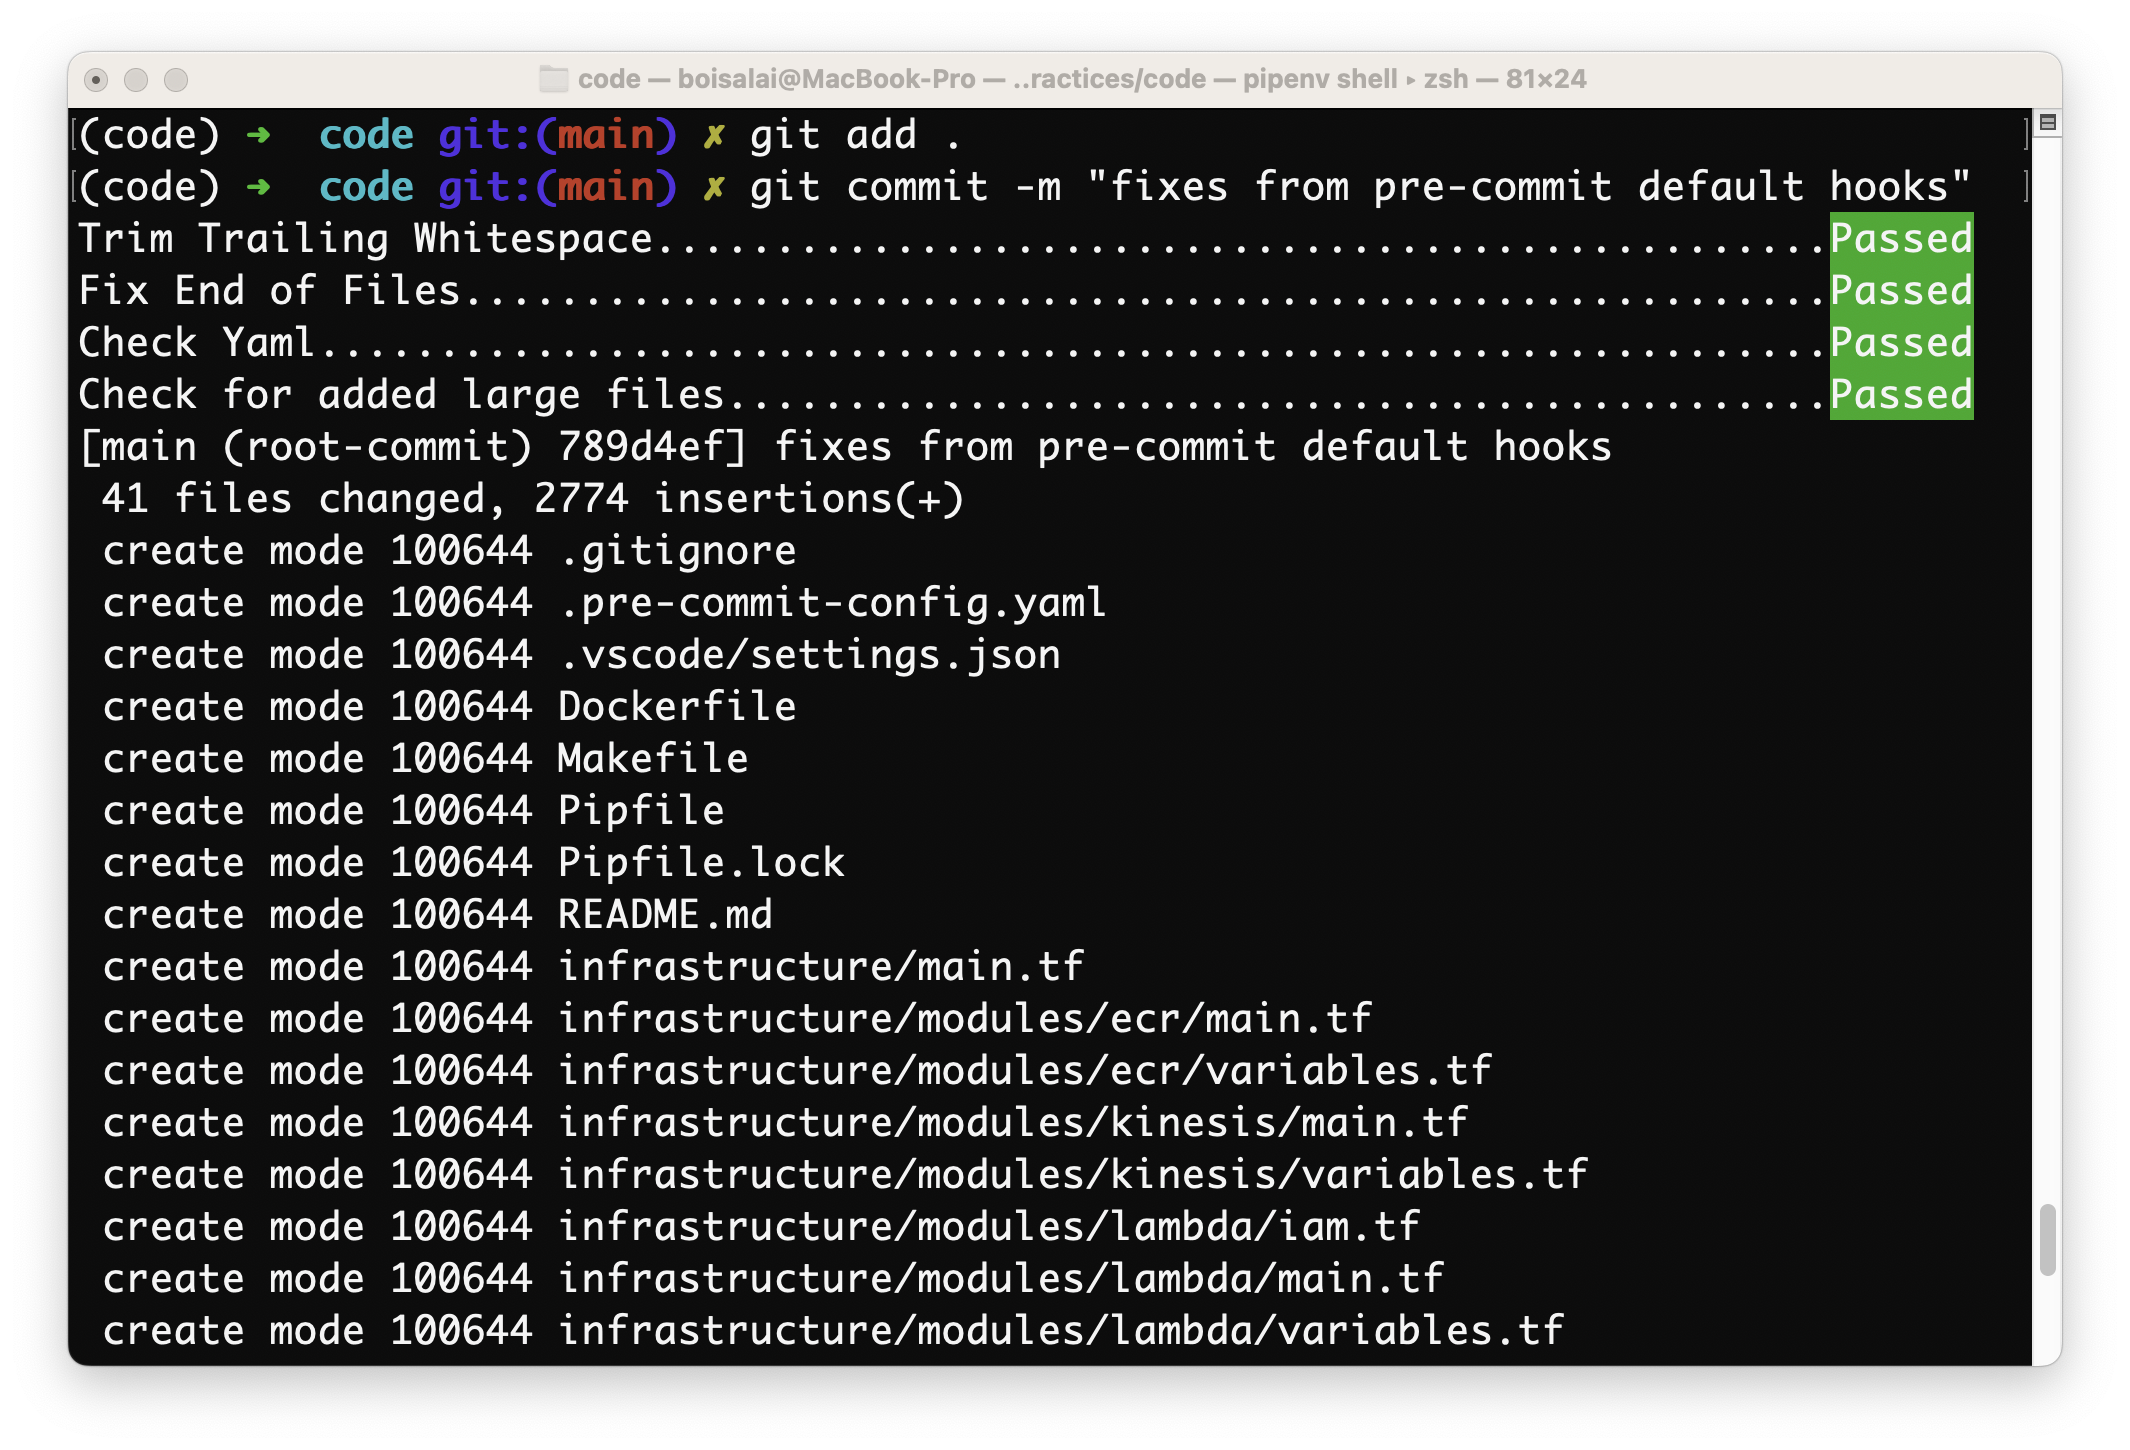 code — boisalai@MacBook-Pro — ..ractices/code — pipenv shell ▸ zsh — 81×24
(code) ➜  code git:(main) ✗ git add .
(code) ➜  code git:(main) ✗ git commit -m "fixes from pre-commit default hooks"
Trim Trailing Whitespace.................................................Passed
Fix End of Files.........................................................Passed
Check Yaml...............................................................Passed
Check for added large files..............................................Passed
[main (root-commit) 789d4ef] fixes from pre-commit default hooks
 41 files changed, 2774 insertions(+)
 create mode 100644 .gitignore
 create mode 100644 .pre-commit-config.yaml
 create mode 100644 .vscode/settings.json
 create mode 100644 Dockerfile
 create mode 100644 Makefile
 create mode 100644 Pipfile
 create mode 100644 Pipfile.lock
 create mode 100644 README.md
 create mode 100644 infrastructure/main.tf
 create mode 100644 infrastructure/modules/ecr/main.tf
 create mode 100644 infrastructure/modules/ecr/variables.tf
 create mode 100644 infrastructure/modules/kinesis/main.tf
 create mode 100644 infrastructure/modules/kinesis/variables.tf
 create mode 100644 infrastructure/modules/lambda/iam.tf
 create mode 100644 infrastructure/modules/lambda/main.tf
 create mode 100644 infrastructure/modules/lambda/variables.tf